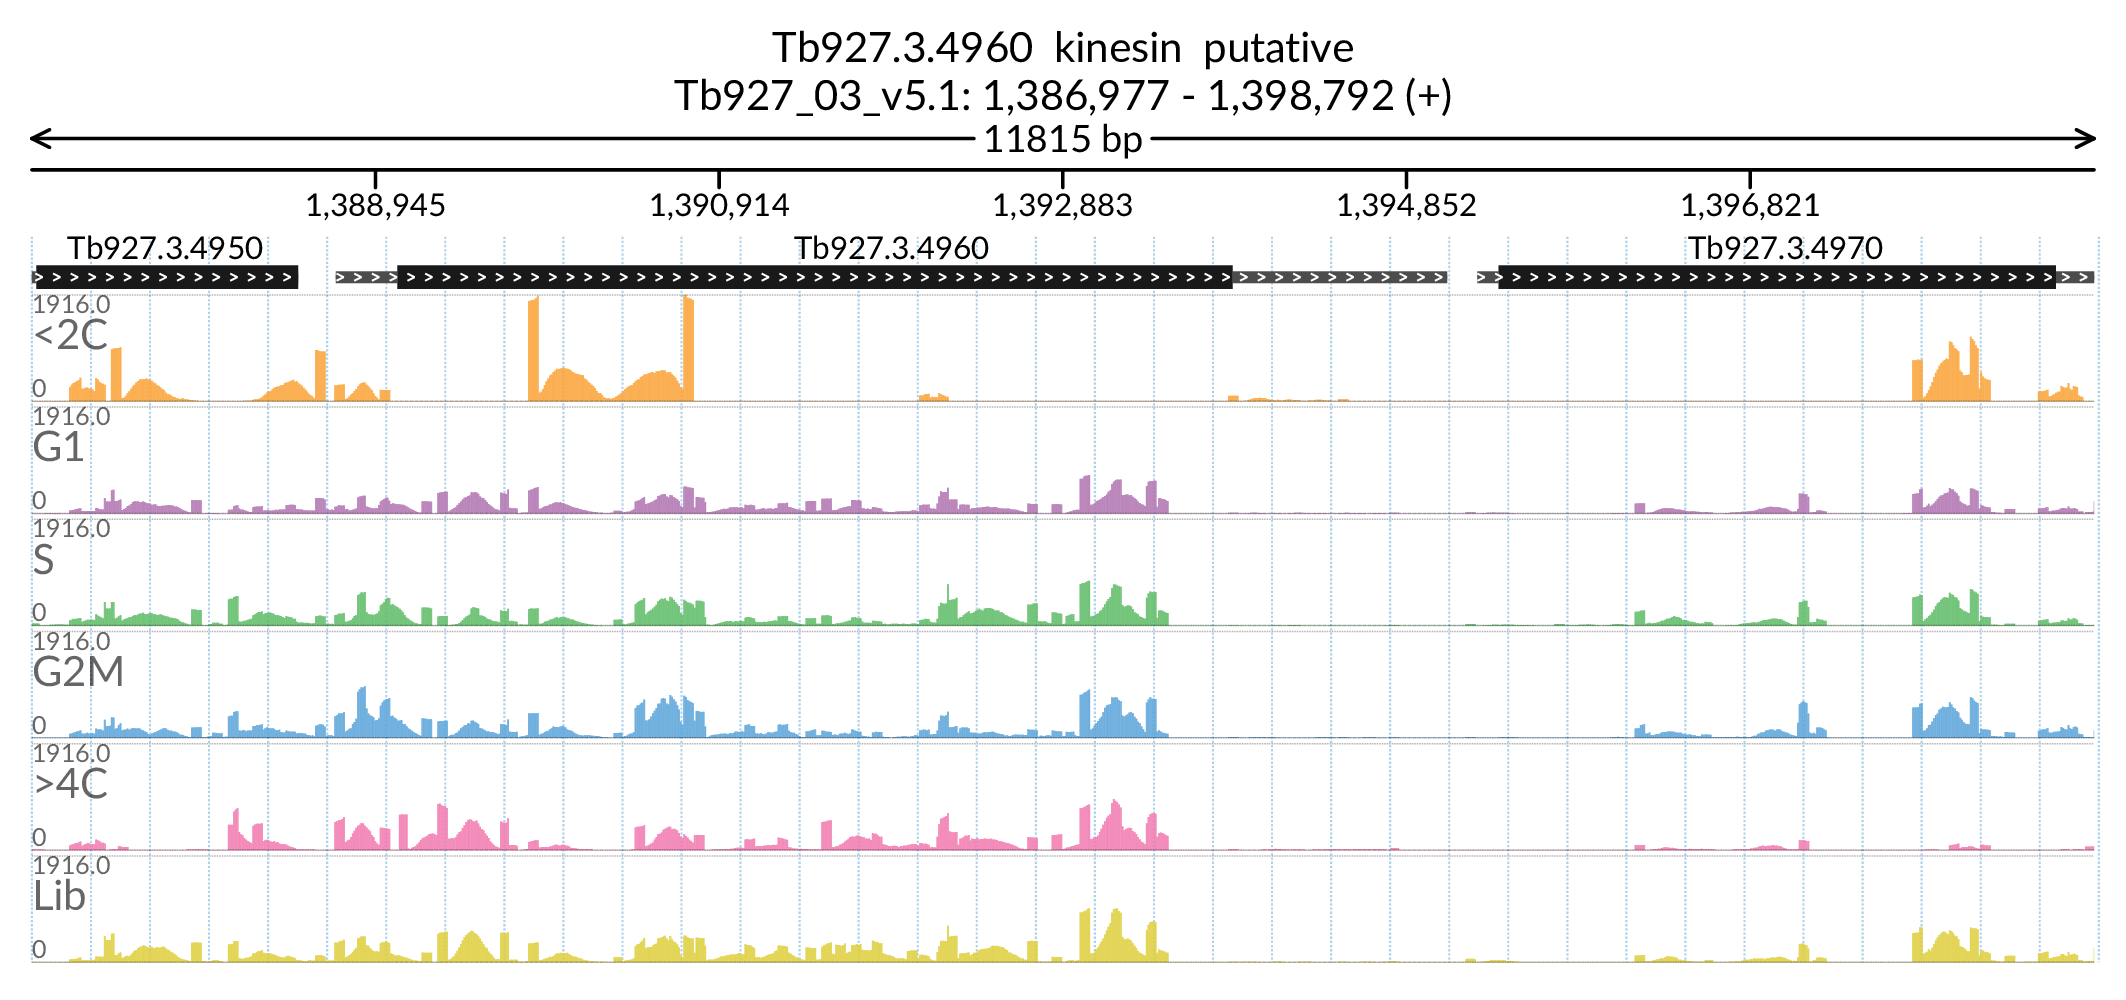 Tb927.3.4960 kinesin putative
Tb927_03_v5.1: 1,386,977 - 1,398,792 (+)
11815 bp
1,388,945 1,390,914 1,392,883 1,394,852 1,396,821
Tb927.3.4950 Tb927.3.4960 Tb927.3.4970
1916.0
<2C
0
1916.0
G1
0
1916.0
S
0
1916.0
G2M
0
1916.0
>4C
0
1916.0
Lib
0